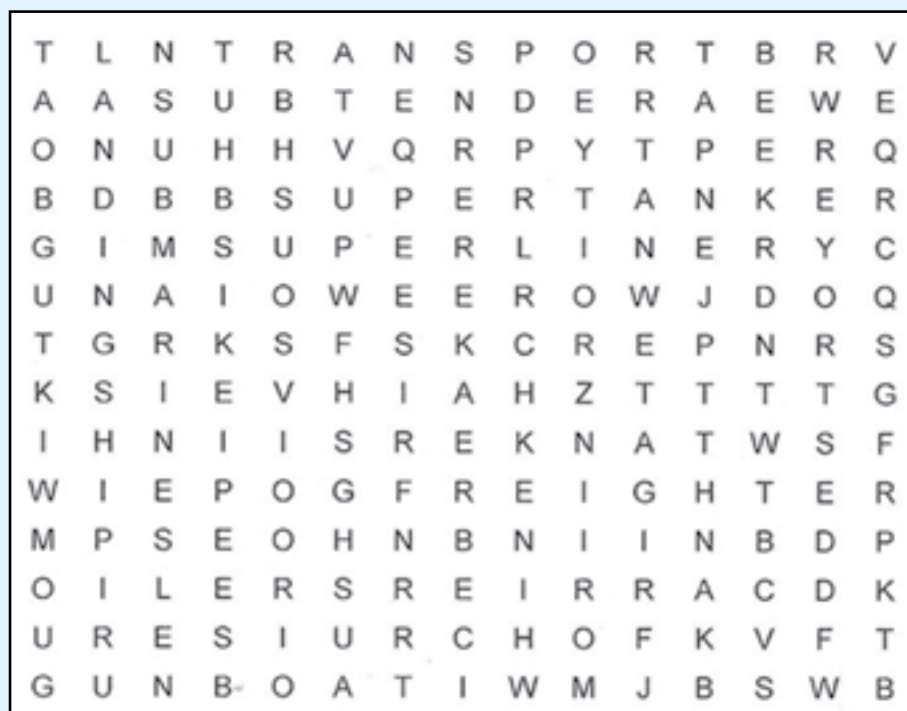 T L N T R A N S P O R T B R V
A A S U B T E N D E R A E W E
O N U H H V Q R P Y T P E R Q
B D B B S U P E R T A N K E R
G I M S U P E R L I N E R Y C
U N A I O W E E R O W J D O Q
T G R K S F S K C R E P N R S
K S I E V H I A H Z T T T T G
I H N I I S R E K N A T W S F
W I E P O G F R E I G H T E R
M P S E O H N B N I I N B D P
O I L E R S R E I R R A C D K
U R E S I U R C H O F K V F T
G U N B O A T I W M J B S W B